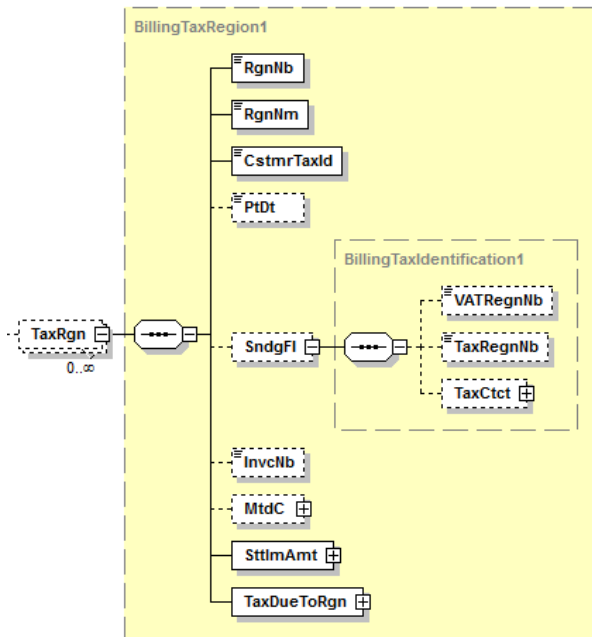 BillingTaxRegion1
RgnNb
RgnNm
CstmrTaxId
PtDt
BillingTaxIdentification1
VATRegnNb
TaxRgn
0..∞
SndgFI
TaxRegnNb
TaxCtct
InvcNb
MtdC
SttlmAmt
TaxDueToRgn